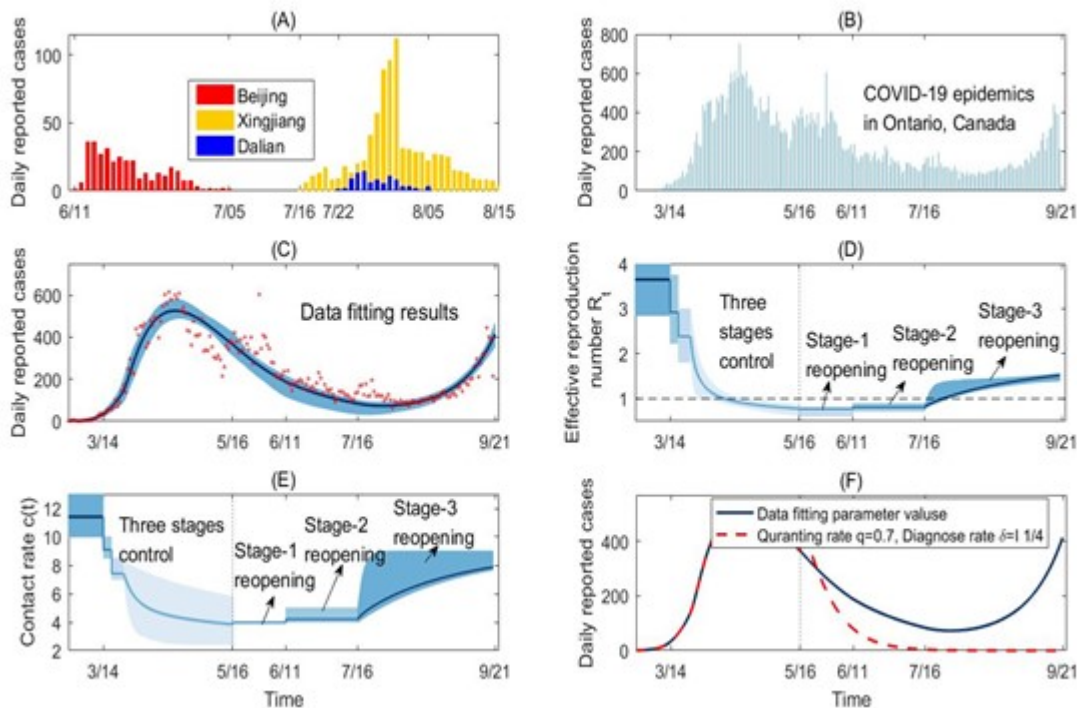 (A)
Daily reported cases
100
50
0
Beijing
Xingjiang
Dalian
6/11
7/05
7/16
7/22
8/05
8/15
(B)
Daily reported cases
800
600
400
200
0
COVID-19 epidemics
in Ontario, Canada
3/14
5/16
6/11
7/16
9/21
(C)
Daily reported cases
600
400
200
0
Data fitting results
3/14
5/16
6/11
7/16
9/21
(D)
Effective reproduction
number Rt
4
3
2
1
Three
stages
control
Stage-1
reopening
Stage-2
reopening
Stage-3
reopening
3/14
5/16
6/11
7/16
9/21
(E)
Contact rate c(t)
12
10
8
6
4
2
Three stages
control
Stage-1
reopening
Stage-2
reopening
Stage-3
reopening
3/14
5/16
6/11
7/16
9/21
Time
(F)
Daily reported cases
400
200
0
Data fitting parameter valuse
Quranting rate q=0.7, Diagnose rate δ=I 1/4
3/14
5/16
6/11
7/16
9/21
Time